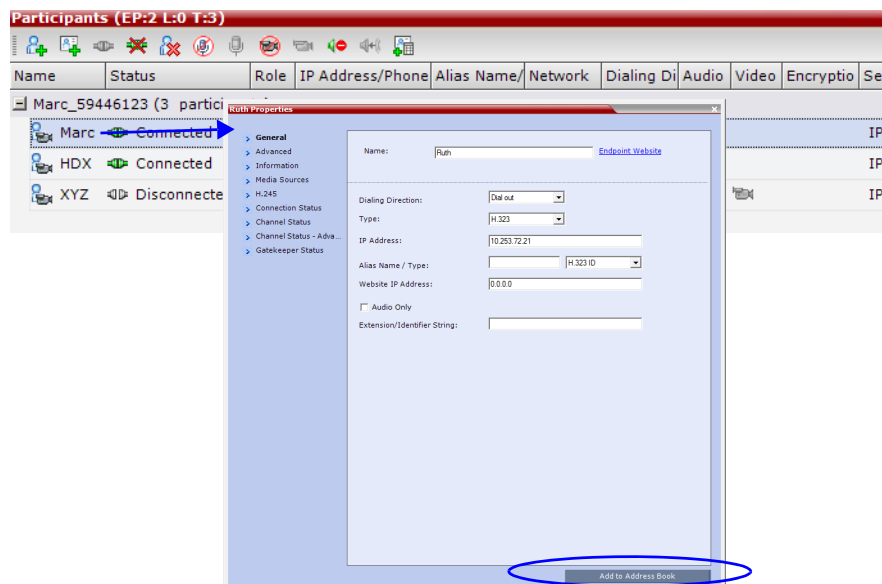 Participants (EP:2 L:0 T:3)
Name Status Role IP Address/Phone Alias Name/ Network Dialing Di Audio Video Encryptio Se
Marc_59446123 (3 partici
Marc Connected IP
HDX Connected IP
XYZ Disconnecte IP
Ruth Properties
General
Advanced
Information
Media Sources
H.245
Connection Status
Channel Status
Channel Status - Adva...
Gatekeeper Status
Name: Ruth Endpoint Website
Dialing Direction: Dial out
Type: H.323
IP Address: 10.253.72.21
Alias Name / Type: H.323 ID
Website IP Address: 0.0.0.0
Audio Only
Extension/Identifier String:
Add to Address Book